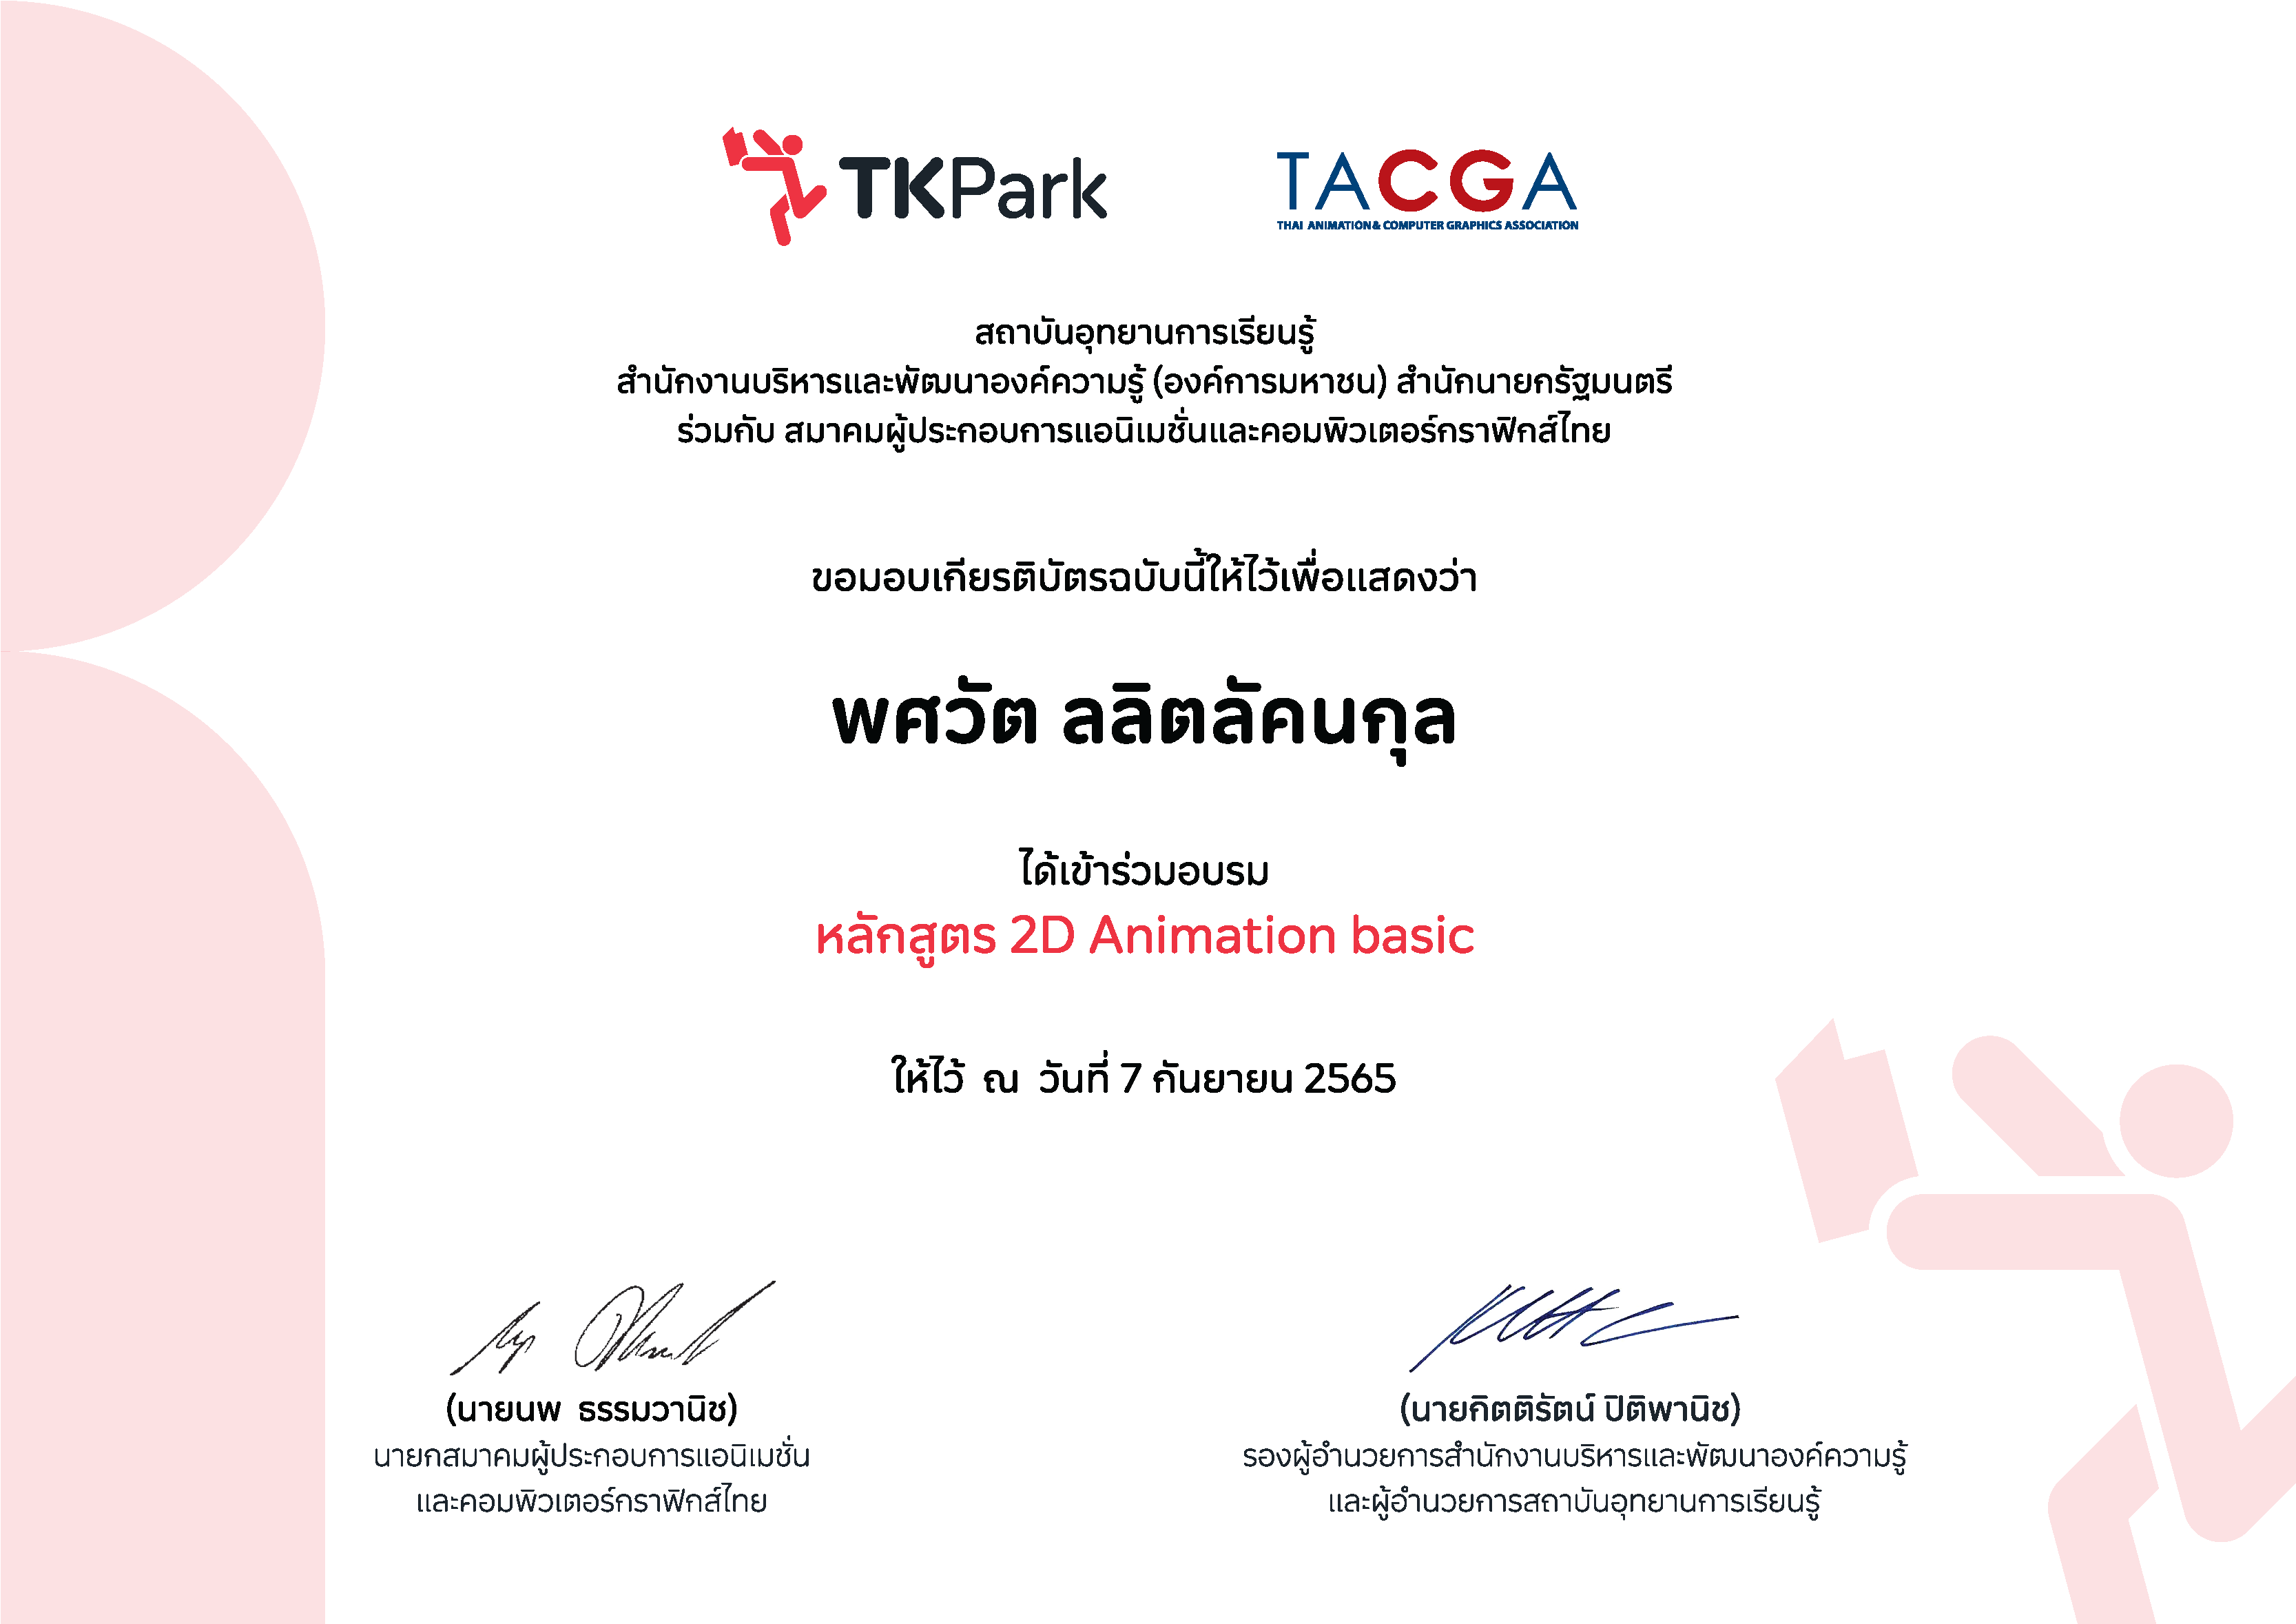 TKPark
TACGA
THAI ANIMATION & COMPUTER GRAPHICS ASSOCIATION
สถาบันอุทยานการเรียนรู้
สำนักงานบริหารและพัฒนาองค์ความรู้ (องค์การมหาชน) สำนักนายกรัฐมนตรี
ร่วมกับ สมาคมผู้ประกอบการแอนิเมชั่นและคอมพิวเตอร์กราฟิกส์ไทย
ขอมอบเกียรติบัตรฉบับนี้ให้ไว้เพื่อแสดงว่า
พศวัต ลลิตลัคนกุล
ได้เข้าร่วมอบรม
หลักสูตร 2D Animation basic
ให้ไว้ ณ วันที่ 7 กันยายน 2565
(นายนพ ธรรมวานิช)
นายกสมาคมผู้ประกอบการแอนิเมชั่น
และคอมพิวเตอร์กราฟิกส์ไทย
(นายกิตติรัตน์ ปิติพานิช)
รองผู้อำนวยการสำนักงานบริหารและพัฒนาองค์ความรู้
และผู้อำนวยการสถาบันอุทยานการเรียนรู้